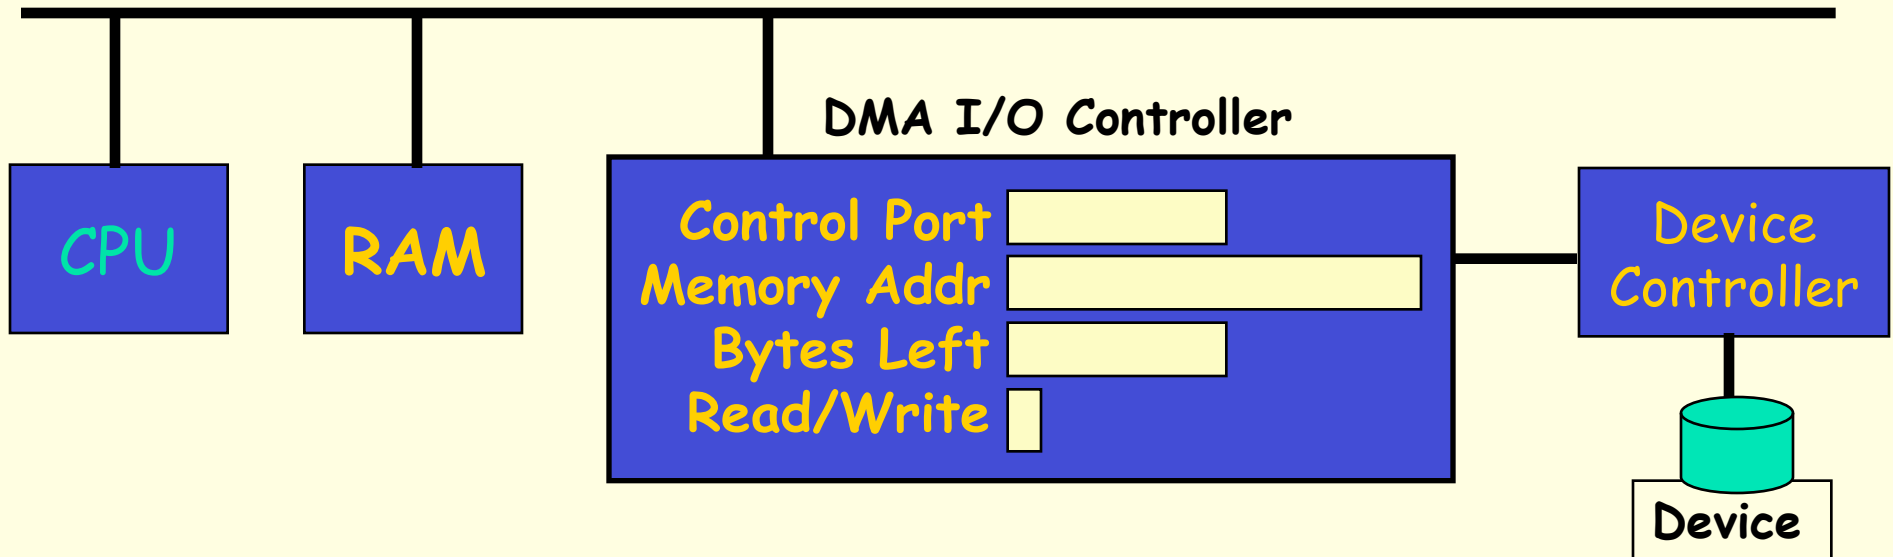 DMA I/O Controller
CPU
RAM
Control Port
Memory Addr
Bytes Left
Read/Write
Device
Controller
Device